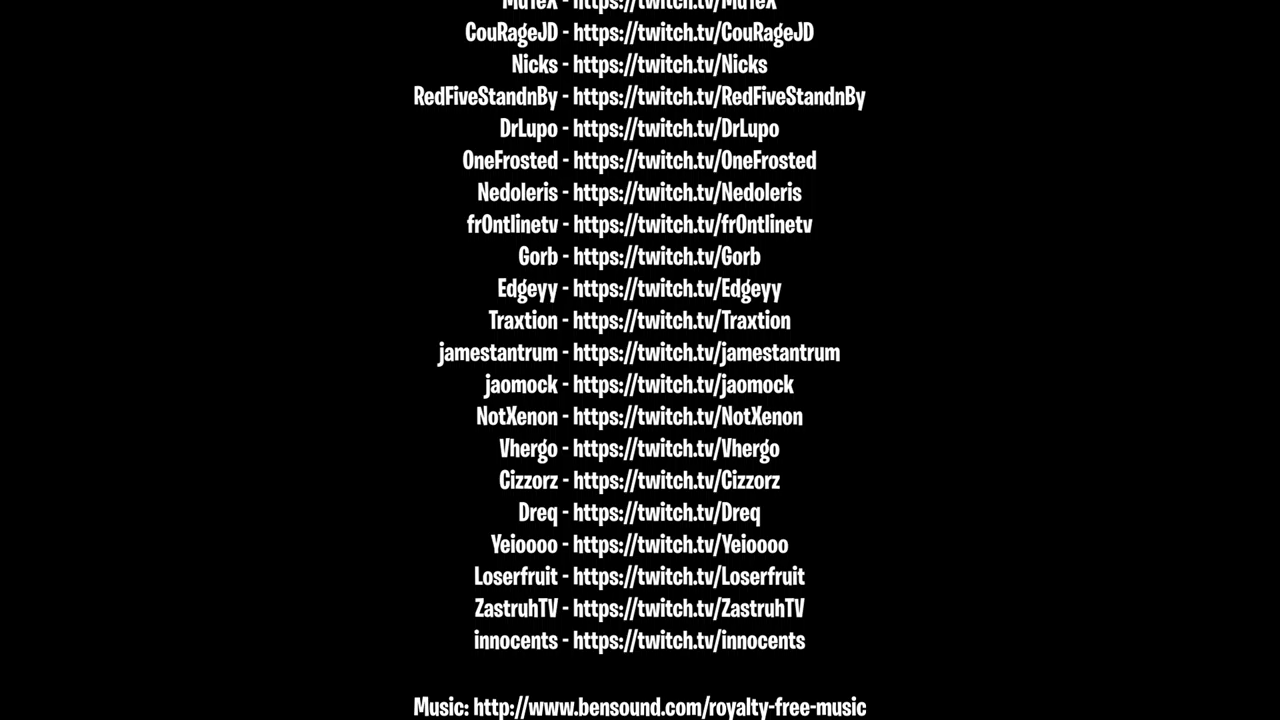 MuTeX - https://twitch.tv/MuTeX
CouRageJD - https://twitch.tv/CouRageJD
Nicks - https://twitch.tv/Nicks
RedFiveStandnBy - https://twitch.tv/RedFiveStandnBy
DrLupo - https://twitch.tv/DrLupo
OneFrosted - https://twitch.tv/OneFrosted
Nedoleris - https://twitch.tv/Nedoleris
fr0ntlinetv - https://twitch.tv/fr0ntlinetv
Gorb - https://twitch.tv/Gorb
Edgeyy - https://twitch.tv/Edgeyy
Traxtion - https://twitch.tv/Traxtion
jamestantrum - https://twitch.tv/jamestantrum
jaomock - https://twitch.tv/jaomock
NotXenon - https://twitch.tv/NotXenon
Vhergo - https://twitch.tv/Vhergo
Cizzorz - https://twitch.tv/Cizzorz
Dreq - https://twitch.tv/Dreq
Yeioooo - https://twitch.tv/Yeioooo
Loserfruit - https://twitch.tv/Loserfruit
ZastruhTV - https://twitch.tv/ZastruhTV
innocents - https://twitch.tv/innocents
Music: http://www.bensound.com/royalty-free-music